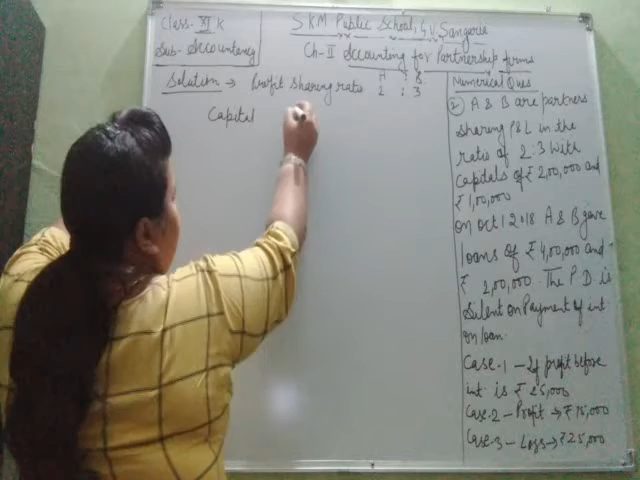 Class- XI K
Sub- Accountancy
SKM Public School, Sangeria
Ch-II Accounting for Partnership firms
Solution → Profit Sharing ratio A : B
2 : 3
Capital
Numerical Ques
② A & B are partners
sharing P&L in the
ratio of 2:3 with
capitals of ₹ 2,00,000 and
₹ 1,00,000
on Oct 1 2018 A & B gave
loans of ₹ 4,00,000 and
₹ 2,00,000. The P.D. is
silent on Payment of int
on loan.
Case-1 - If profit before
int is ₹ 25,000
Case-2 - Profit → ₹ 15,000
Case-3 - Loss → ₹ 25,000